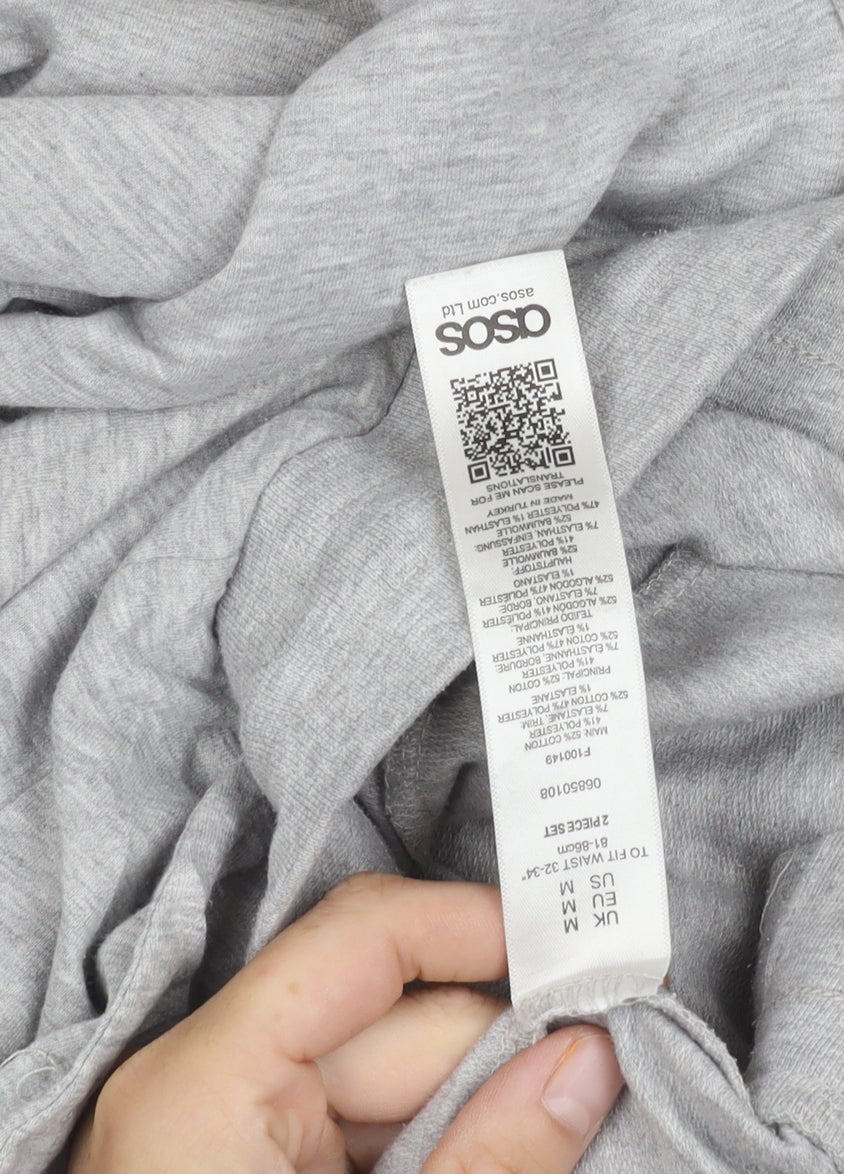 UK M
EU M
US M
TO FIT WAIST 32-34"
81-86cm
2 PIECE SET
06850108
F100149
MAIN: 52% COTTON
41% POLYESTER
7% ELASTANE, TRIM:
52% COTTON 47% POLYESTER
1% ELASTANE
PRINCIPAL: 52% COTON
41% POLYESTER
7% ELASTHANNE, BORDURE:
52% COTON 47% POLYESTER
1% ELASTHANNE
TEJIDO PRINCIPAL:
52% ALGODÓN 41% POLIÉSTER
7% ELASTANO, BORDE:
52% ALGODÓN 47% POLIÉSTER
1% ELASTANO
HAUPTSTOFF:
52% BAUMWOLLE
41% POLYESTER
7% ELASTHAN, EINFASSUNG:
52% BAUMWOLLE
47% POLYESTER 1% ELASTHAN
MADE IN TURKEY
PLEASE SCAN ME FOR
TRANSLATIONS
asos
asos.com Ltd